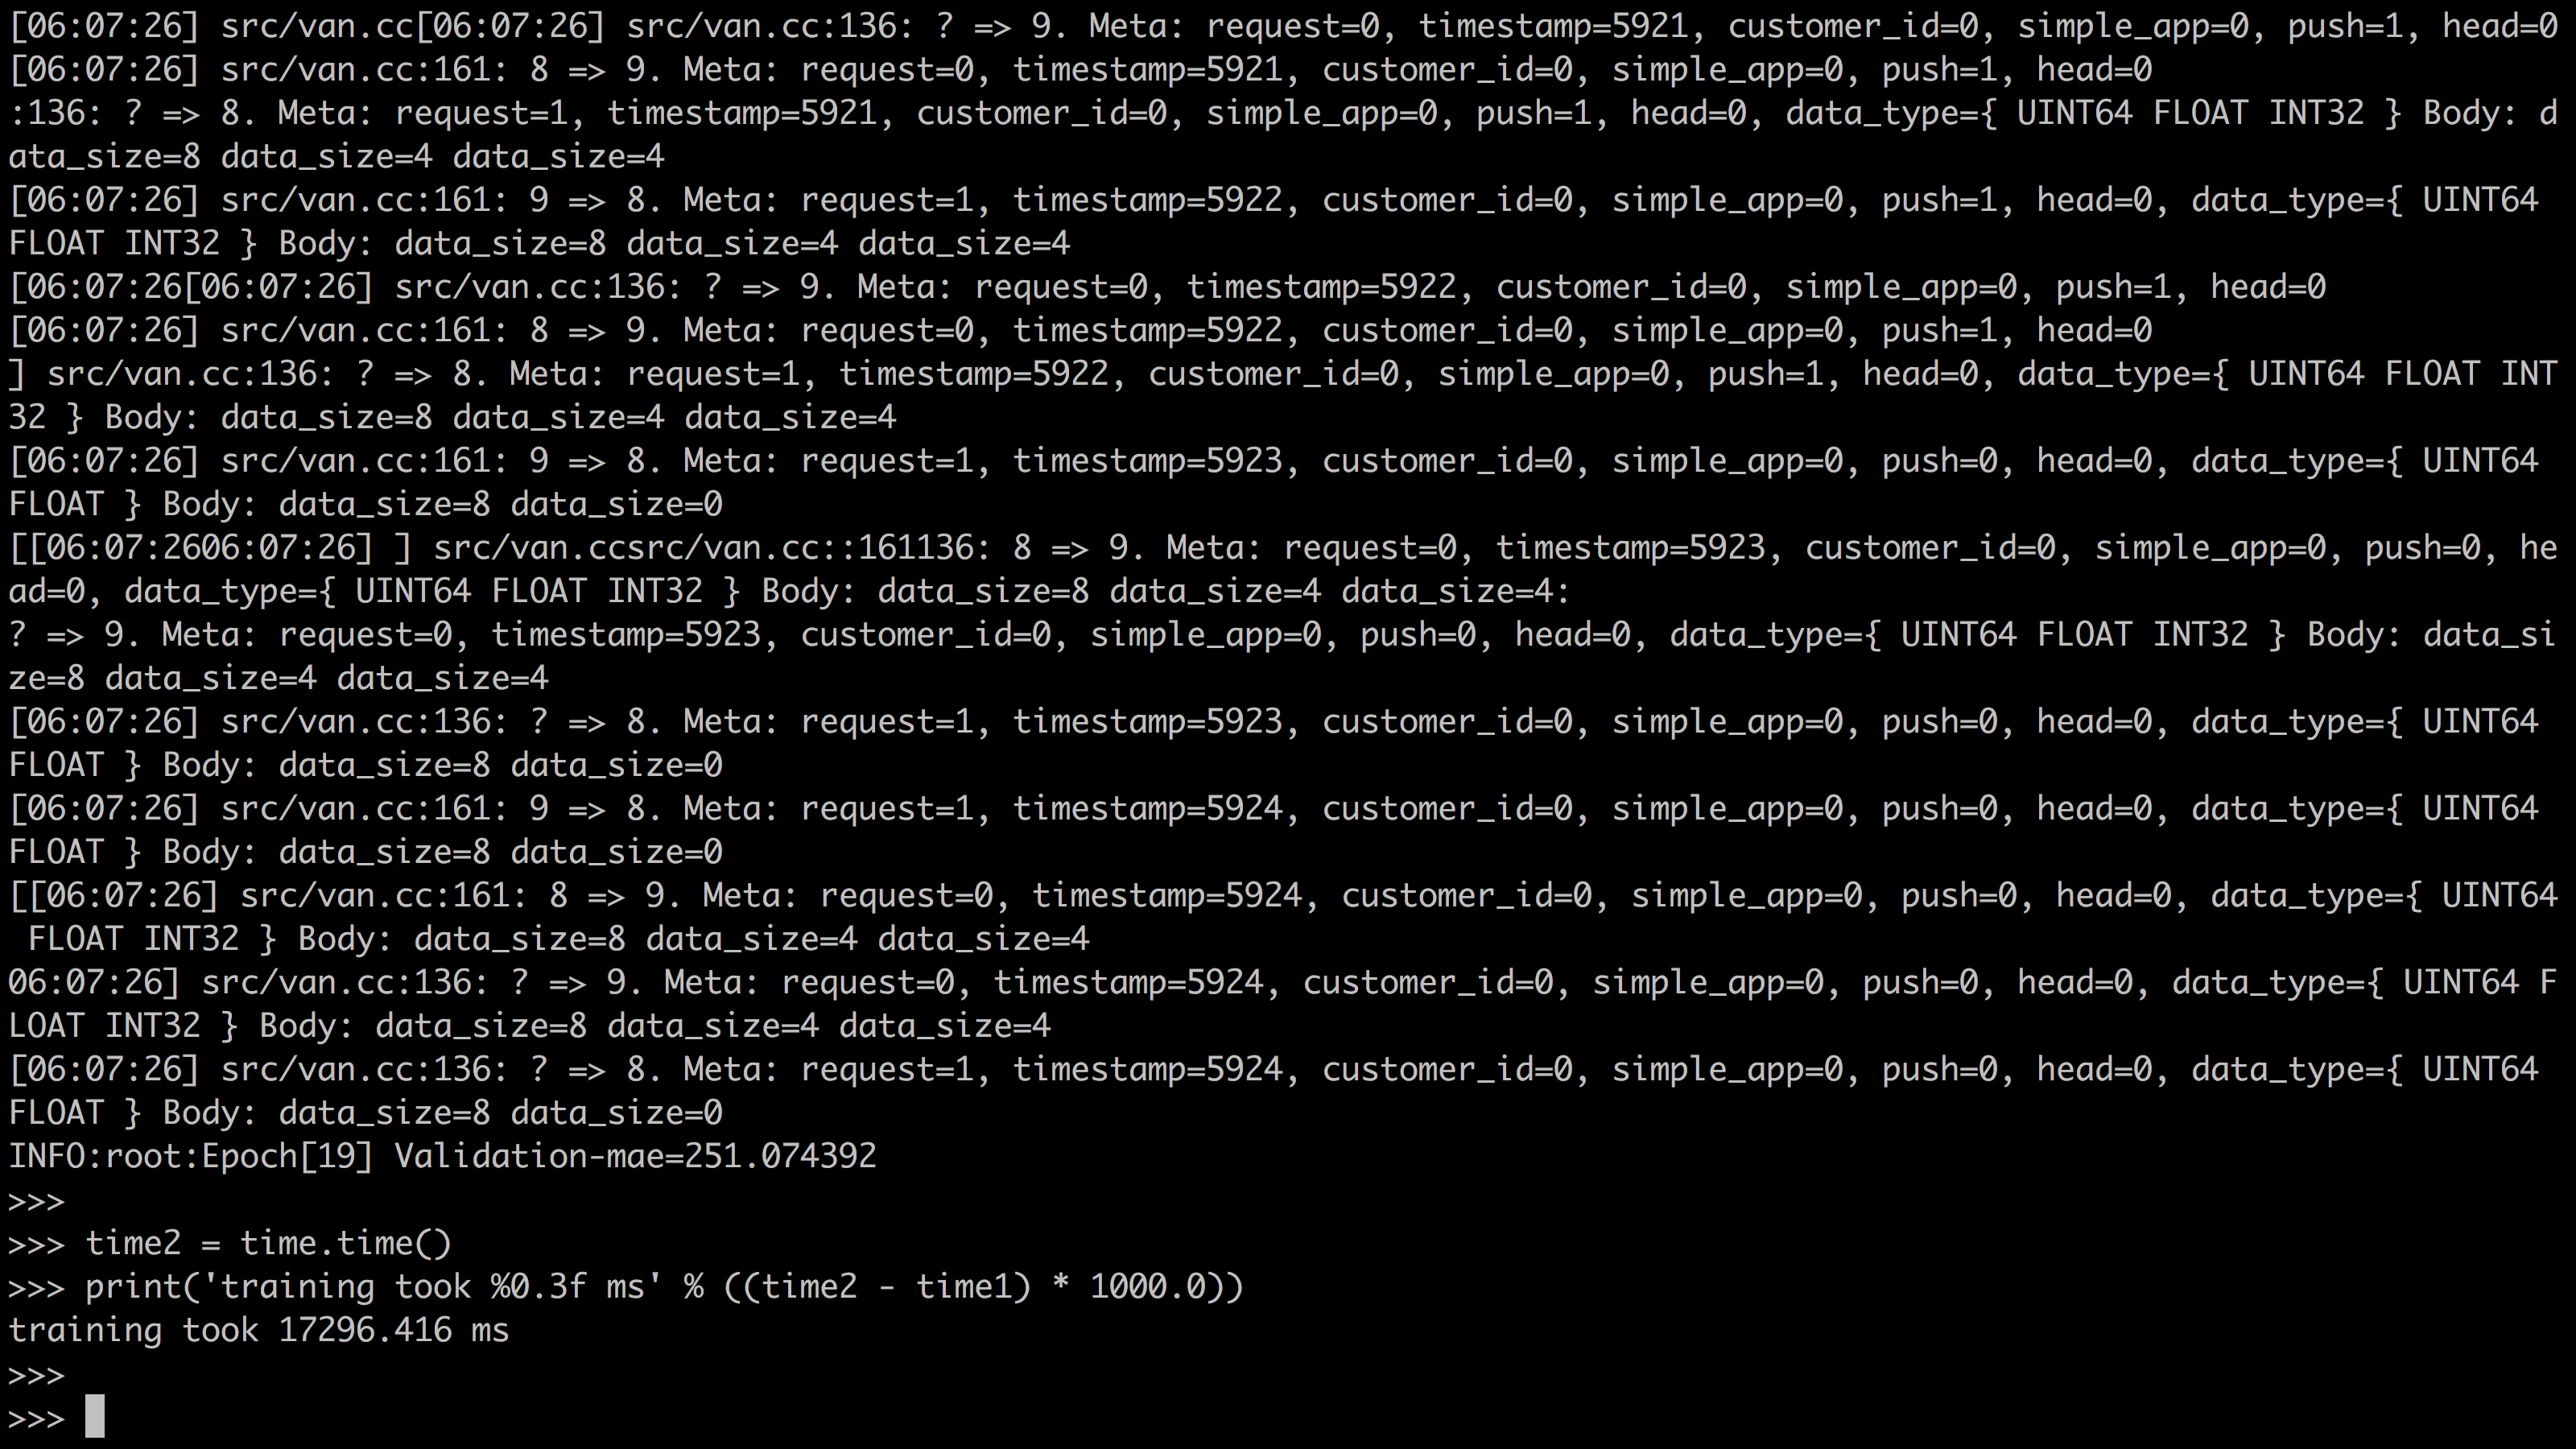 [06:07:26] src/van.cc[06:07:26] src/van.cc:136: ? => 9. Meta: request=0, timestamp=5921, customer_id=0, simple_app=0, push=1, head=0
[06:07:26] src/van.cc:161: 8 => 9. Meta: request=0, timestamp=5921, customer_id=0, simple_app=0, push=1, head=0
:136: ? => 8. Meta: request=1, timestamp=5921, customer_id=0, simple_app=0, push=1, head=0, data_type={ UINT64 FLOAT INT32 } Body: d
ata_size=8 data_size=4 data_size=4
[06:07:26] src/van.cc:161: 9 => 8. Meta: request=1, timestamp=5922, customer_id=0, simple_app=0, push=1, head=0, data_type={ UINT64
FLOAT INT32 } Body: data_size=8 data_size=4 data_size=4
[06:07:26[06:07:26] src/van.cc:136: ? => 9. Meta: request=0, timestamp=5922, customer_id=0, simple_app=0, push=1, head=0
[06:07:26] src/van.cc:161: 8 => 9. Meta: request=0, timestamp=5922, customer_id=0, simple_app=0, push=1, head=0
] src/van.cc:136: ? => 8. Meta: request=1, timestamp=5922, customer_id=0, simple_app=0, push=1, head=0, data_type={ UINT64 FLOAT INT
32 } Body: data_size=8 data_size=4 data_size=4
[06:07:26] src/van.cc:161: 9 => 8. Meta: request=1, timestamp=5923, customer_id=0, simple_app=0, push=0, head=0, data_type={ UINT64
FLOAT } Body: data_size=8 data_size=0
[[06:07:2606:07:26] ] src/van.ccsrc/van.cc::161136: 8 => 9. Meta: request=0, timestamp=5923, customer_id=0, simple_app=0, push=0, he
ad=0, data_type={ UINT64 FLOAT INT32 } Body: data_size=8 data_size=4 data_size=4:
? => 9. Meta: request=0, timestamp=5923, customer_id=0, simple_app=0, push=0, head=0, data_type={ UINT64 FLOAT INT32 } Body: data_si
ze=8 data_size=4 data_size=4
[06:07:26] src/van.cc:136: ? => 8. Meta: request=1, timestamp=5923, customer_id=0, simple_app=0, push=0, head=0, data_type={ UINT64
FLOAT } Body: data_size=8 data_size=0
[06:07:26] src/van.cc:161: 9 => 8. Meta: request=1, timestamp=5924, customer_id=0, simple_app=0, push=0, head=0, data_type={ UINT64
FLOAT } Body: data_size=8 data_size=0
[[06:07:26] src/van.cc:161: 8 => 9. Meta: request=0, timestamp=5924, customer_id=0, simple_app=0, push=0, head=0, data_type={ UINT64
 FLOAT INT32 } Body: data_size=8 data_size=4 data_size=4
06:07:26] src/van.cc:136: ? => 9. Meta: request=0, timestamp=5924, customer_id=0, simple_app=0, push=0, head=0, data_type={ UINT64 F
LOAT INT32 } Body: data_size=8 data_size=4 data_size=4
[06:07:26] src/van.cc:136: ? => 8. Meta: request=1, timestamp=5924, customer_id=0, simple_app=0, push=0, head=0, data_type={ UINT64
FLOAT } Body: data_size=8 data_size=0
INFO:root:Epoch[19] Validation-mae=251.074392
>>>
>>> time2 = time.time()
>>> print('training took %0.3f ms' % ((time2 - time1) * 1000.0))
training took 17296.416 ms
>>>
>>>